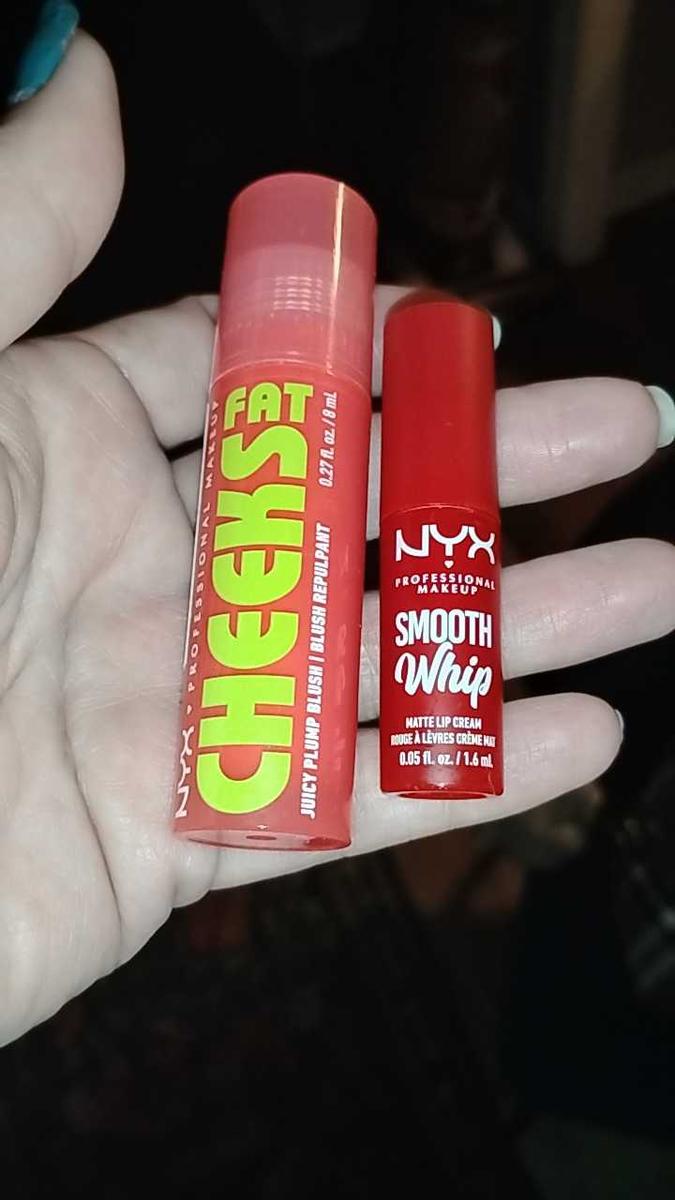 NYX PROFESSIONAL MAKEUP
FAT
CHEEKS
0.27 fl. oz. / 8 mL
JUICY PLUMP BLUSH | BLUSH REPULPANT
NYX
PROFESSIONAL
MAKEUP
SMOOTH
Whip
MATTE LIP CREAM
ROUGE À LÈVRES CRÈME MAT
0.05 fl. oz. / 1.6 mL